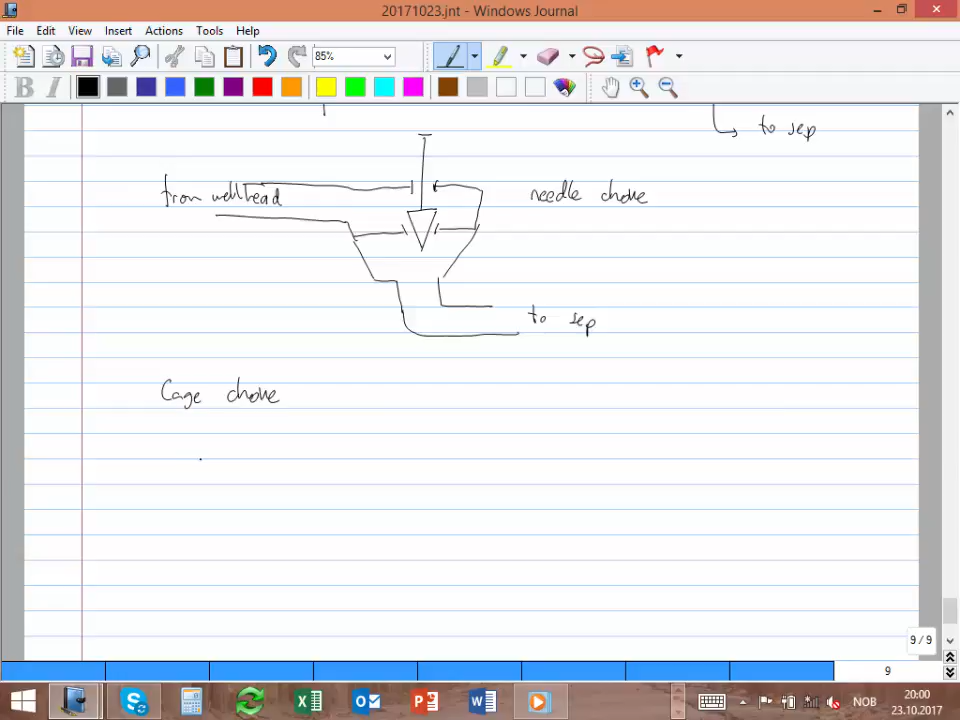 20171023.jnt - Windows Journal
File Edit View Insert Actions Tools Help
85%
B I
to sep
from wellhead
needle choke
to sep
Cage choke
9 / 9
9
20:00
NOB
23.10.2017